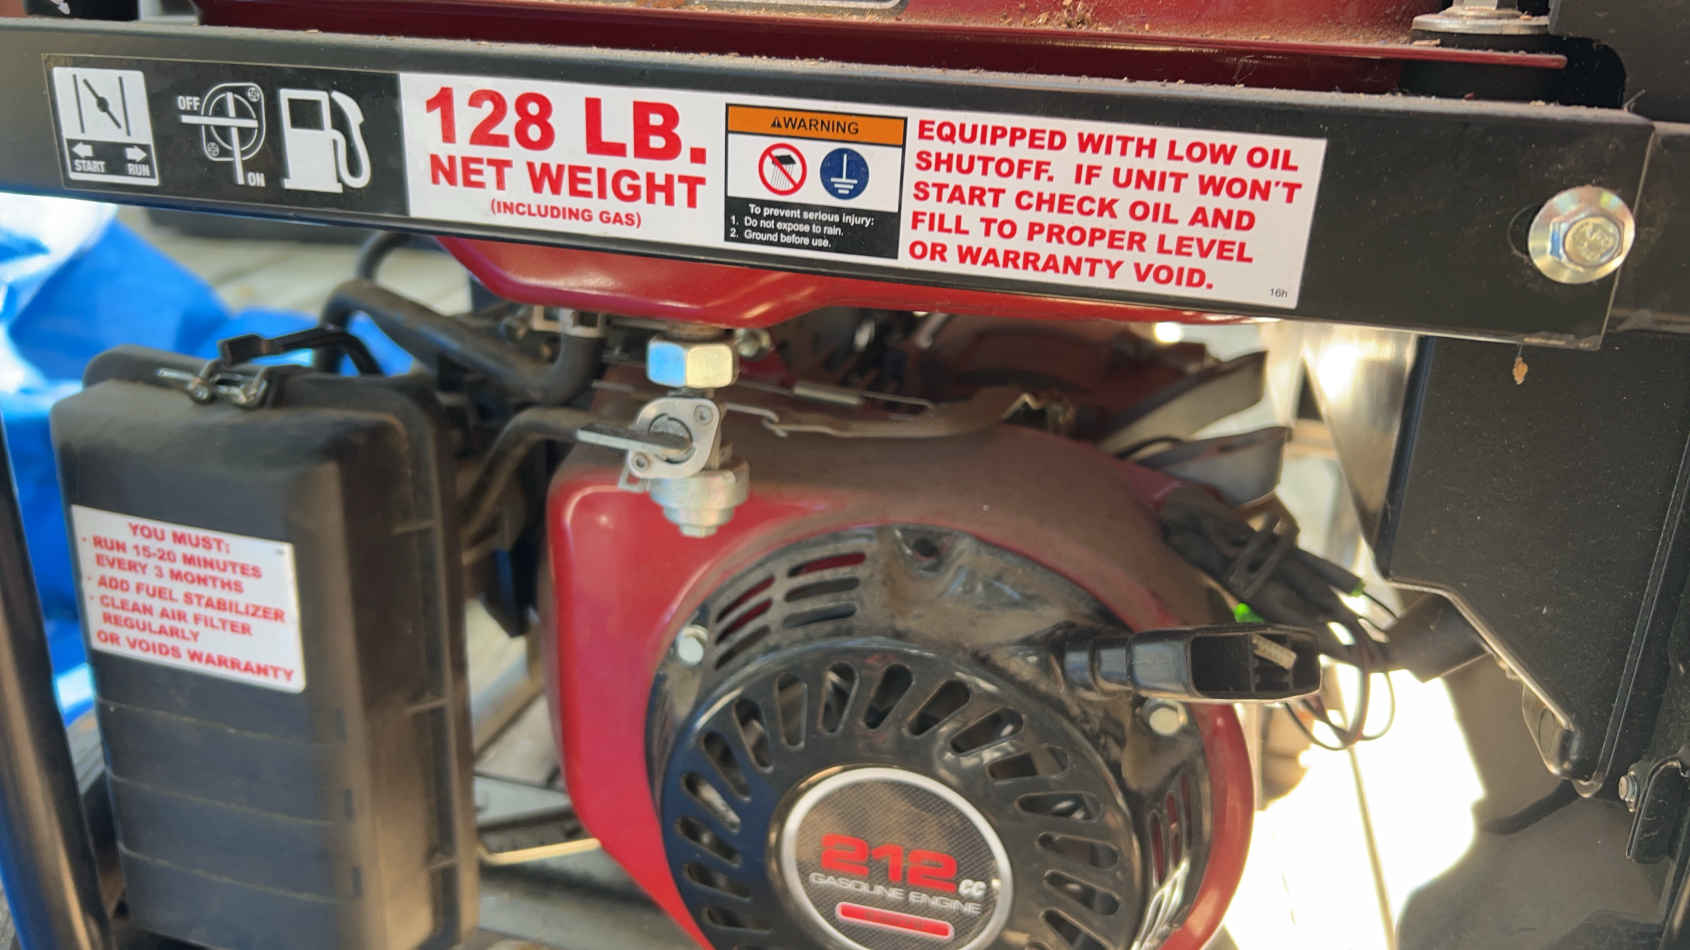 START RUN
OFF
ON
128 LB.
NET WEIGHT
(INCLUDING GAS)
WARNING
To prevent serious injury:
1. Do not expose to rain.
2. Ground before use.
EQUIPPED WITH LOW OIL
SHUTOFF. IF UNIT WON'T
START CHECK OIL AND
FILL TO PROPER LEVEL
OR WARRANTY VOID.
16h
YOU MUST:
· RUN 15-20 MINUTES
EVERY 3 MONTHS
· ADD FUEL STABILIZER
· CLEAN AIR FILTER
REGULARLY
OR VOIDS WARRANTY
212cc
GASOLINE ENGINE